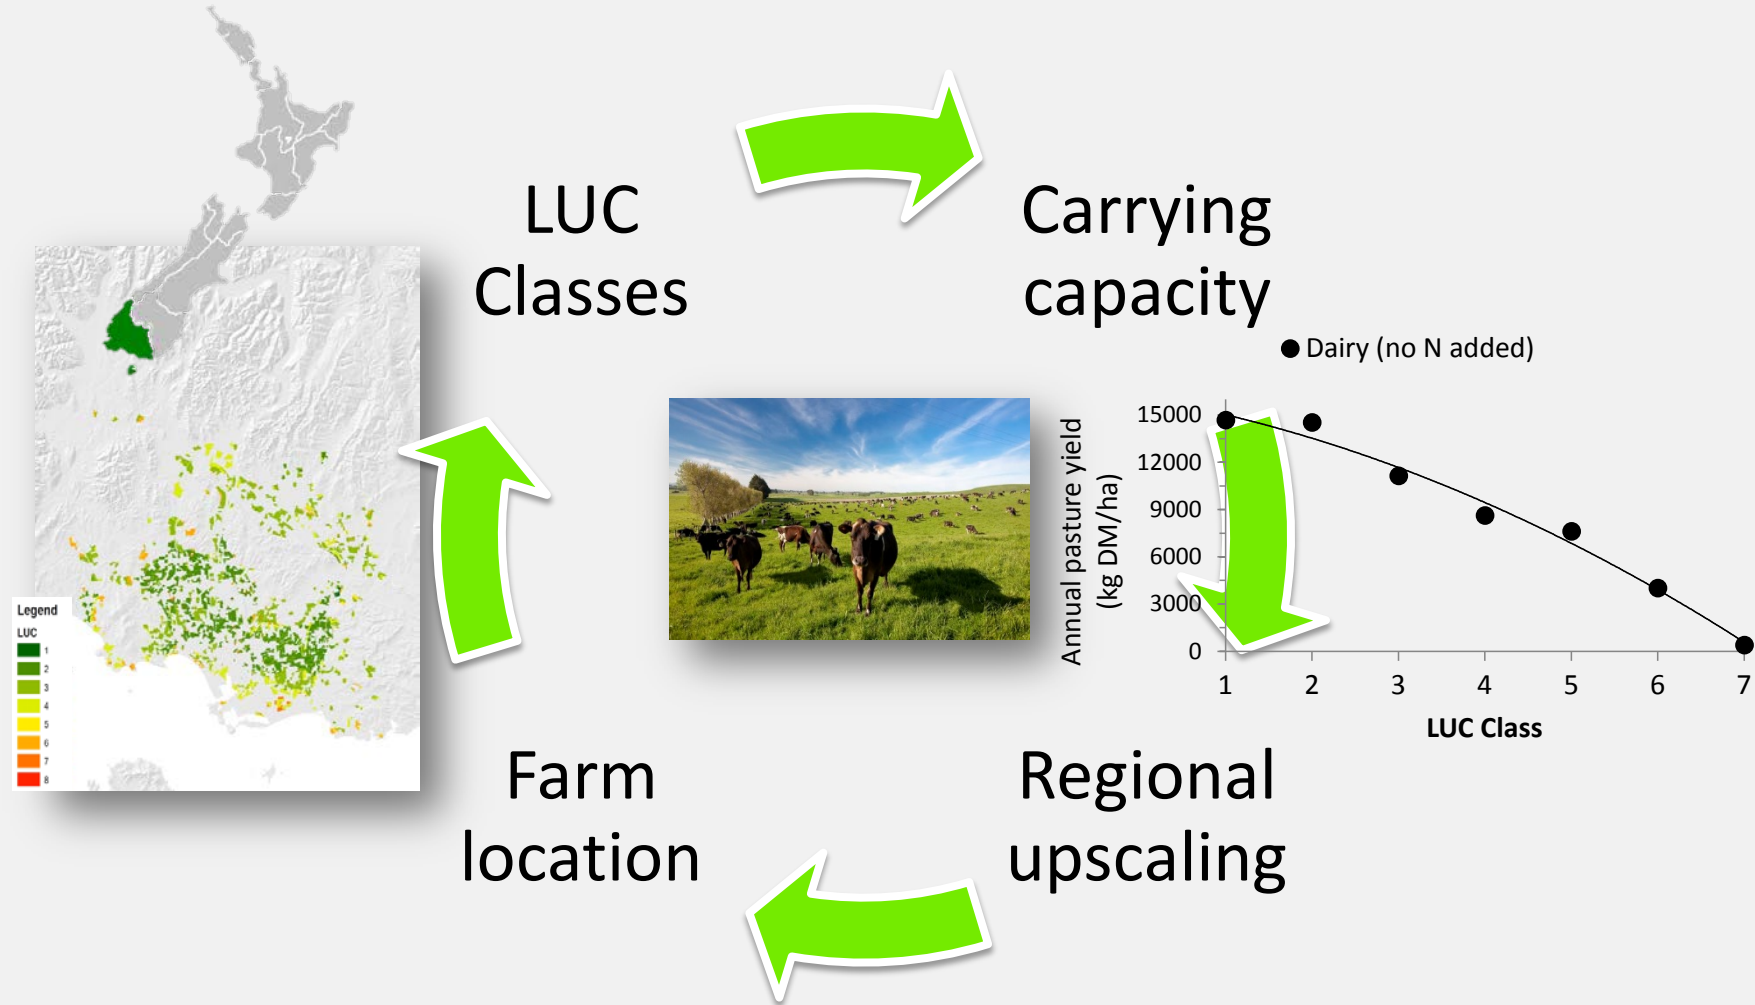 LUC
Classes
Carrying
capacity
Dairy (no N added)
Annual pasture yield
(kg DM/ha)
15000
12000
9000
6000
3000
0
1
2
3
4
5
6
7
LUC Class
Legend
LUC
1
2
3
4
5
6
7
8
Farm
location
Regional
upscaling